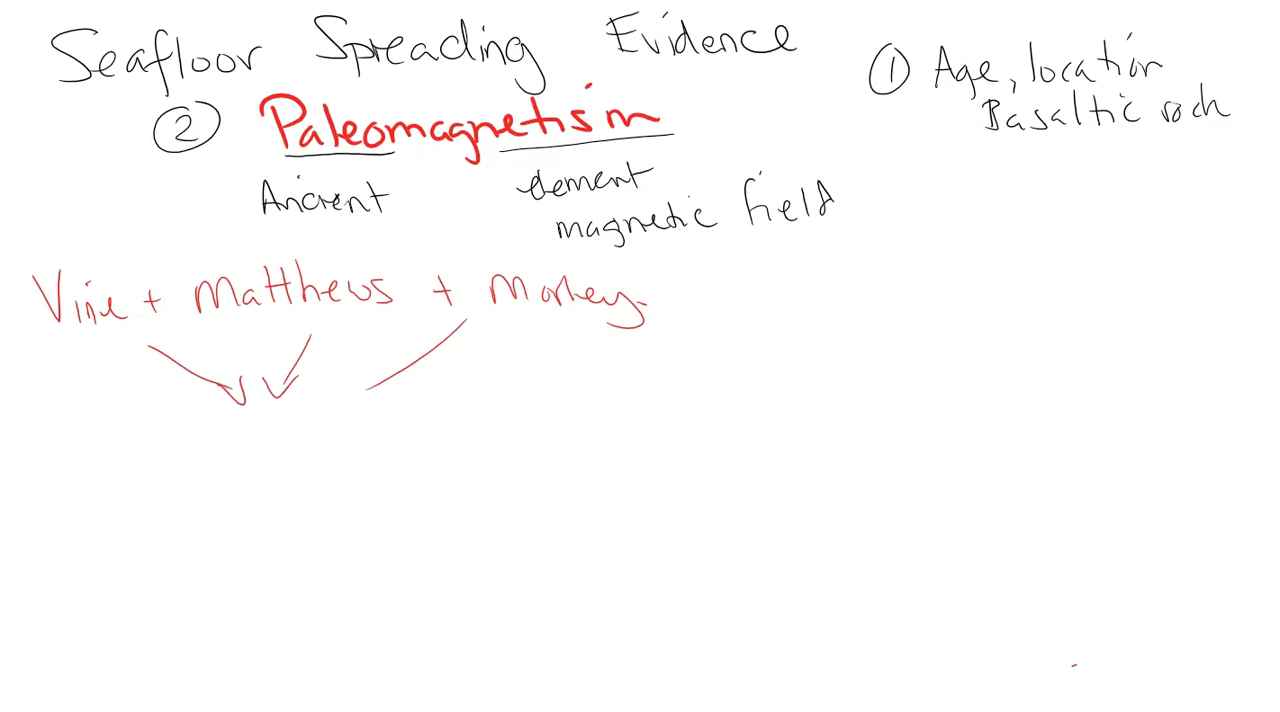 Seafloor Spreading Evidence
① Age, location
Basaltic rock
② Paleomagnetism
Ancient
element
magnetic field
Vine + Matthews + Morley